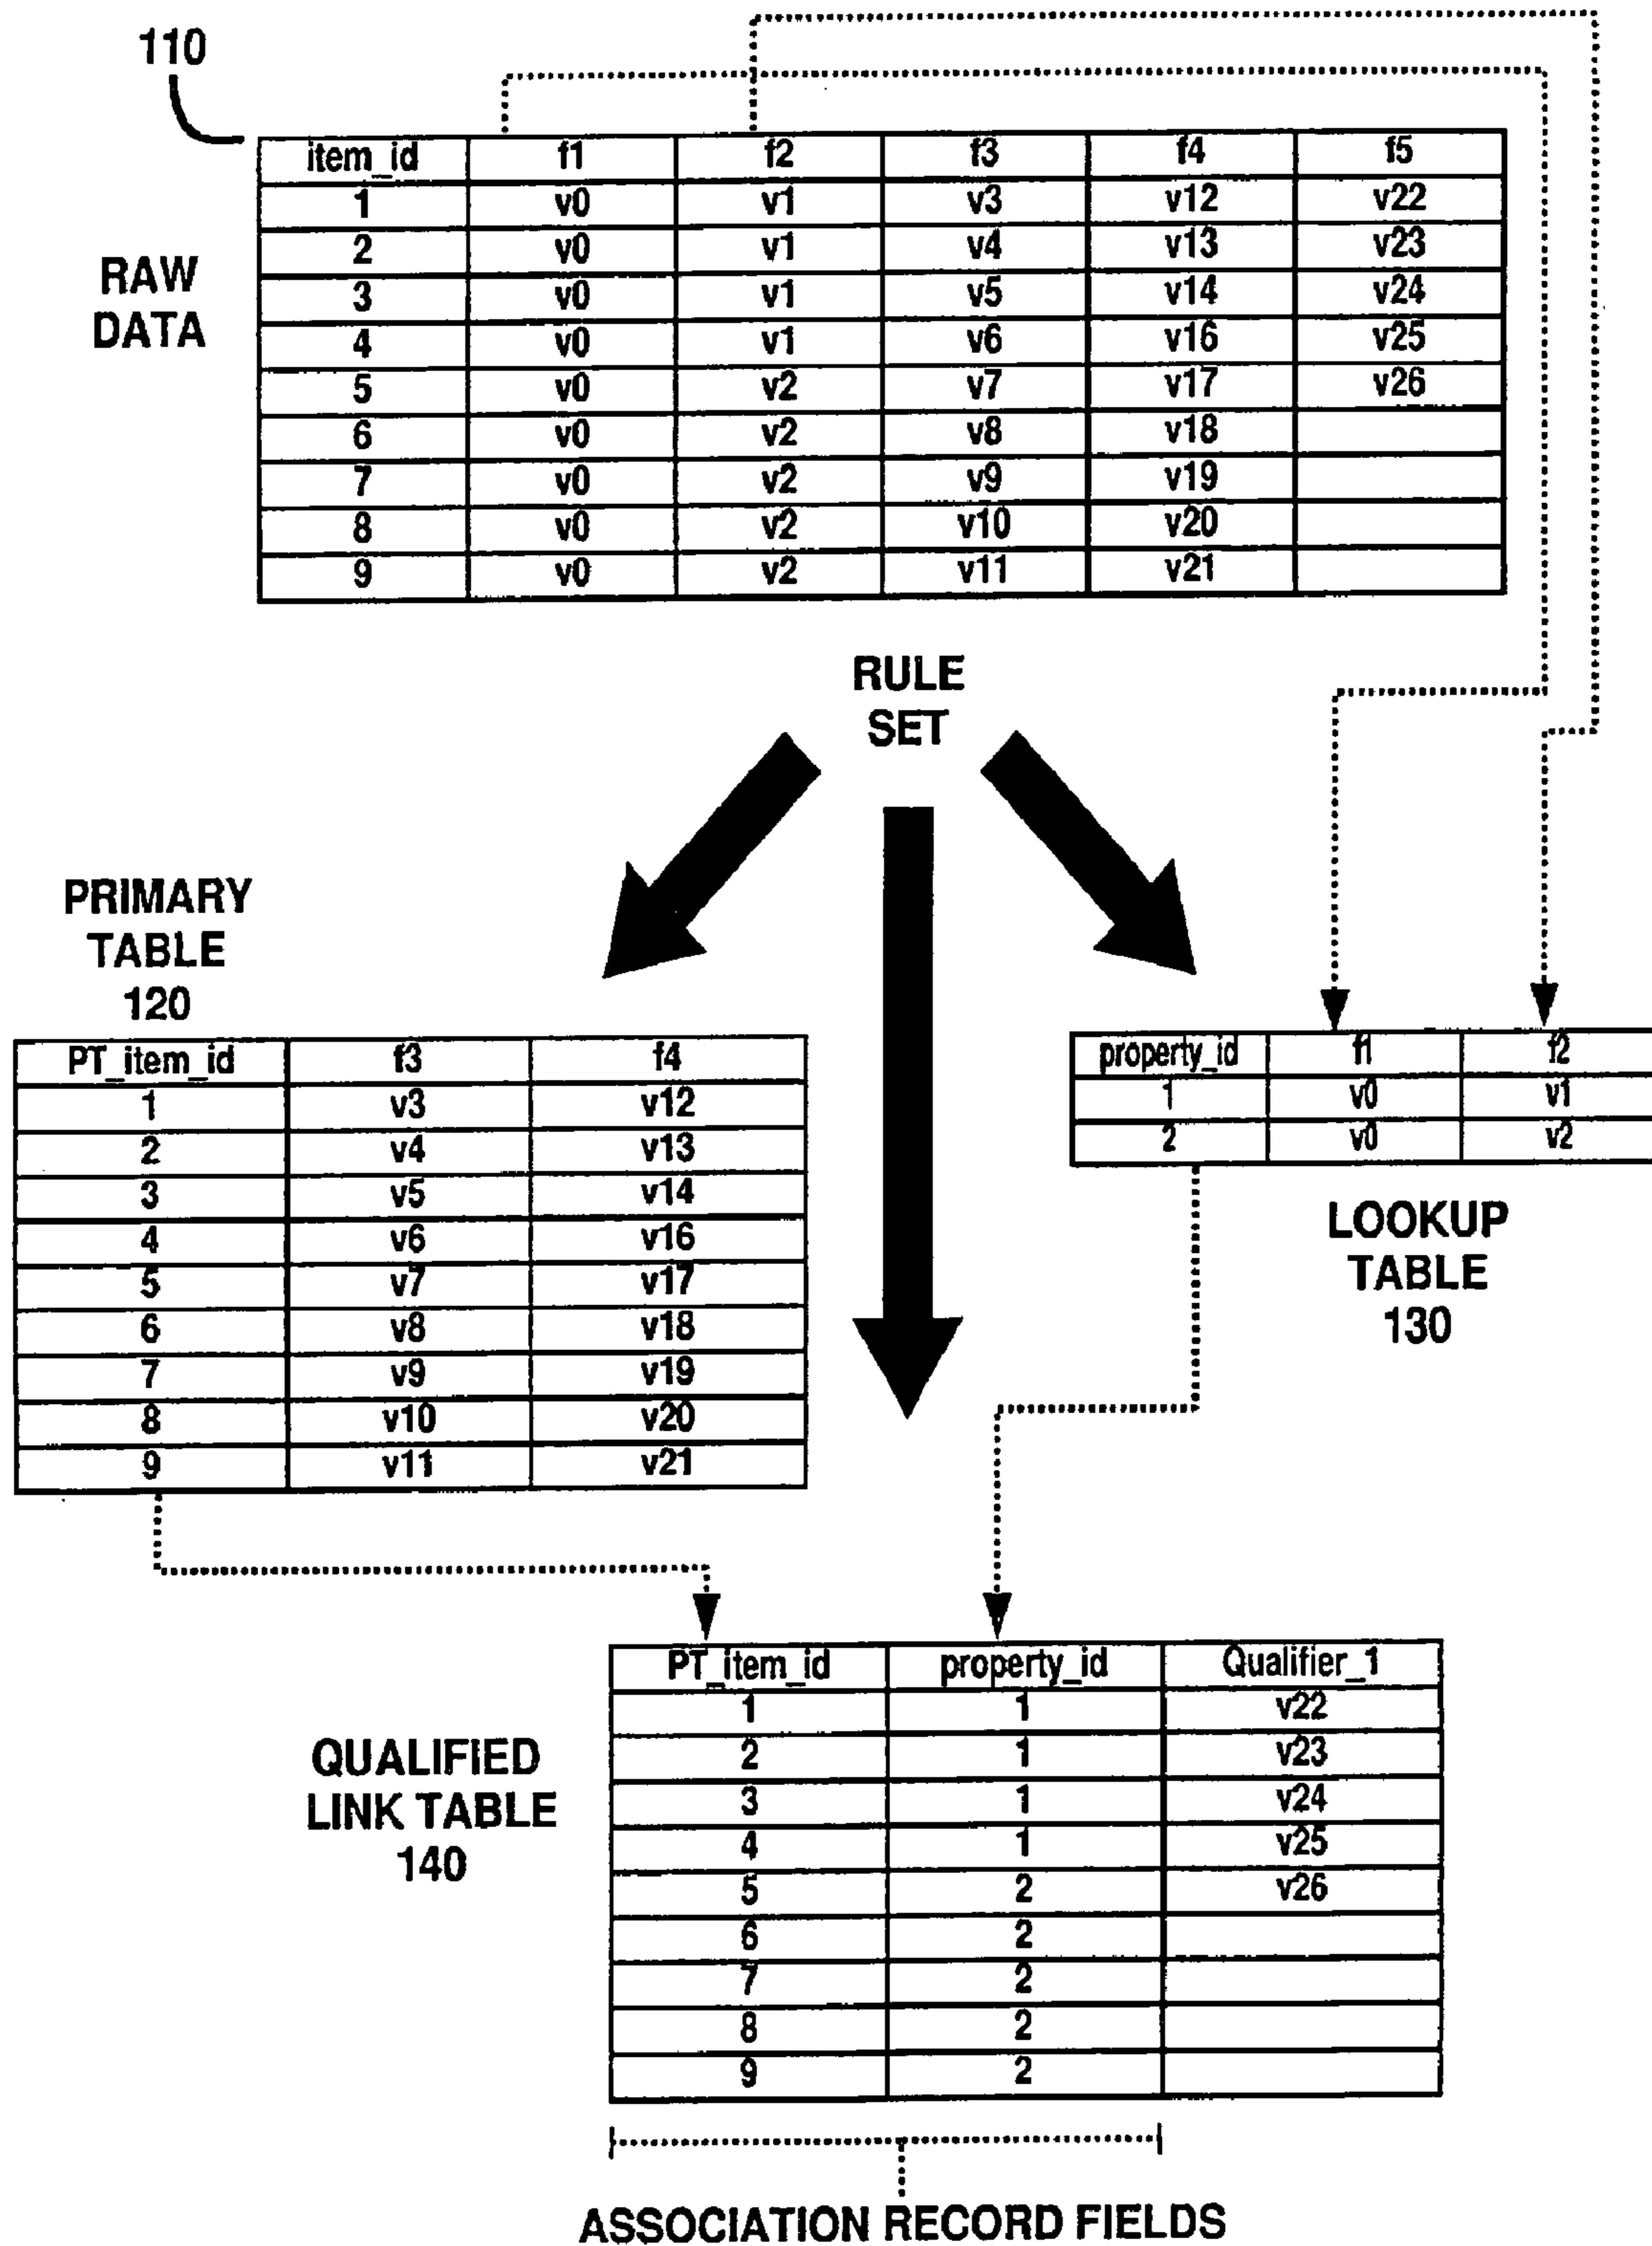 110
item_id f1 f2 f3 f4 f5
1 v0 v1 v3 v12 v22
2 v0 v1 v4 v13 v23
3 v0 v1 v5 v14 v24
4 v0 v1 v6 v16 v25
5 v0 v2 v7 v17 v26
6 v0 v2 v8 v18
7 v0 v2 v9 v19
8 v0 v2 v10 v20
9 v0 v2 v11 v21
RAW
DATA
RULE
SET
PRIMARY
TABLE
120
PT_item_id f3 f4
1 v3 v12
2 v4 v13
3 v5 v14
4 v6 v16
5 v7 v17
6 v8 v18
7 v9 v19
8 v10 v20
9 v11 v21
property_id f1 f2
1 v0 v1
2 v0 v2
LOOKUP
TABLE
130
PT_item_id property_id Qualifier_1
1 1 v22
2 1 v23
3 1 v24
4 1 v25
5 2 v26
6 2
7 2
8 2
9 2
QUALIFIED
LINK TABLE
140
ASSOCIATION RECORD FIELDS